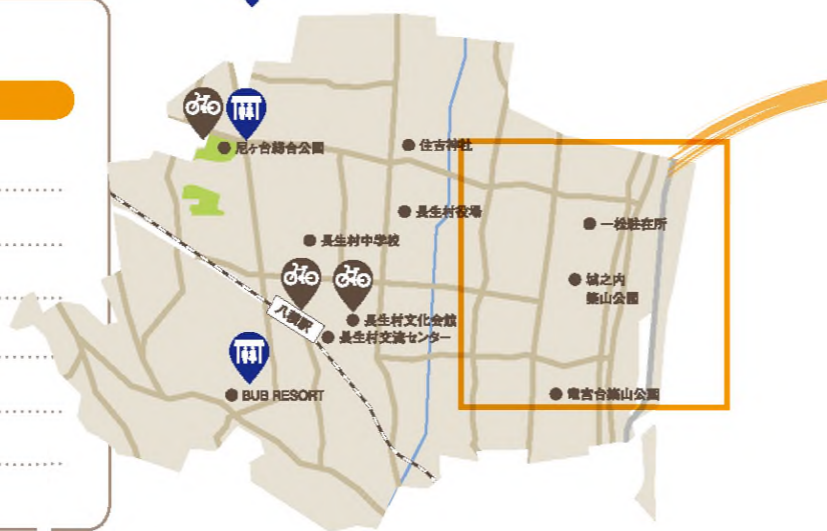 尼ヶ台総合公園
住吉神社
長生村役場
一松駐在所
長生村中学校
城之内
築山公園
八積駅
長生村文化会館
長生村交流センター
BUB RESORT
竜宮台築山公園